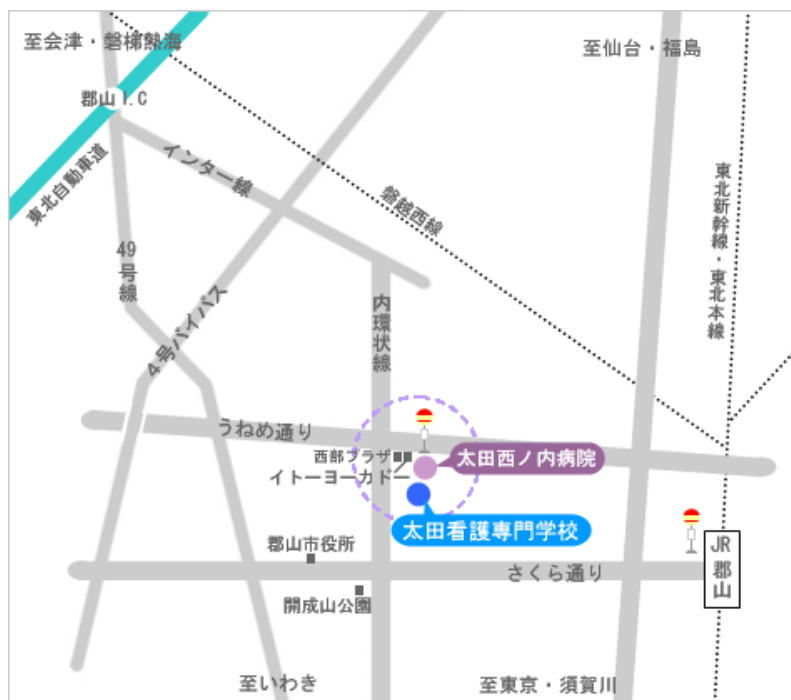 至会津・磐梯熱海
至仙台・福島
郡山I.C
東北自動車道
インター線
盤越西線
東北新幹線・東北本線
49号線
4号バイパス
内環状線
うねめ通り
西部プラザ
イトーヨーカドー
太田西ノ内病院
太田看護専門学校
郡山市役所
さくら通り
JR郡山
開成山公園
至いわき
至東京・須賀川